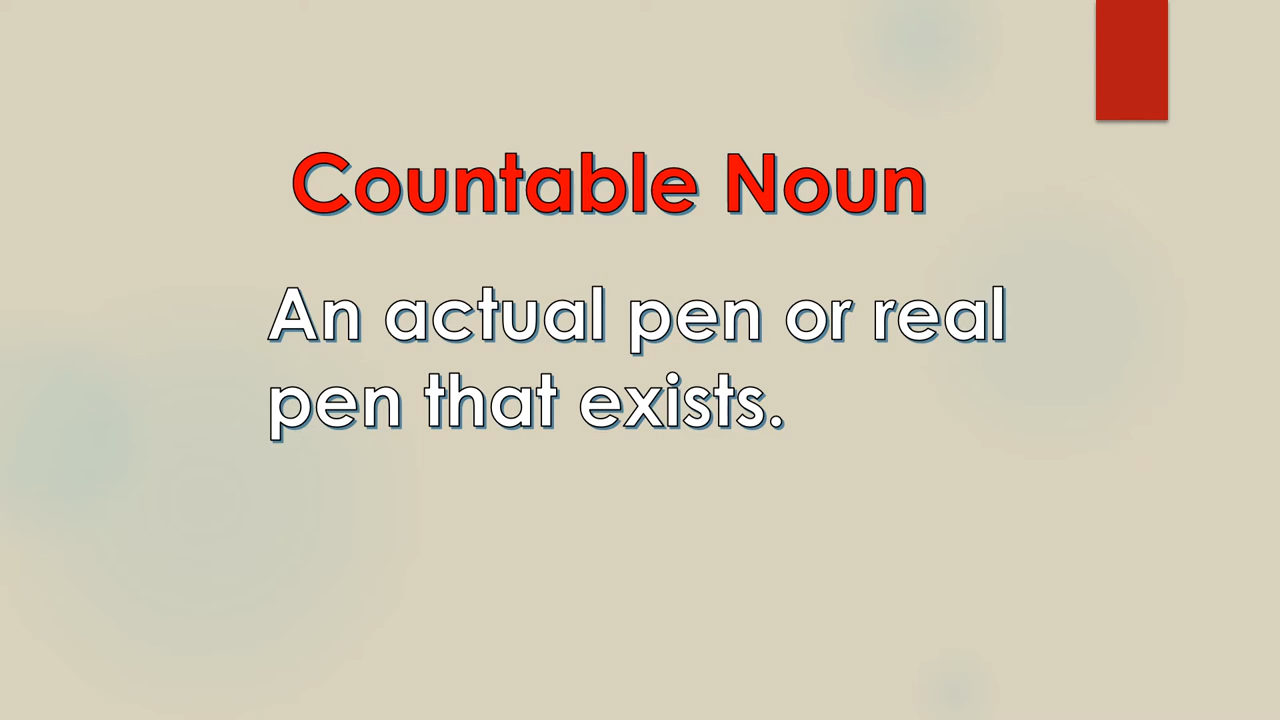 Countable Noun
An actual pen or real
pen that exists.